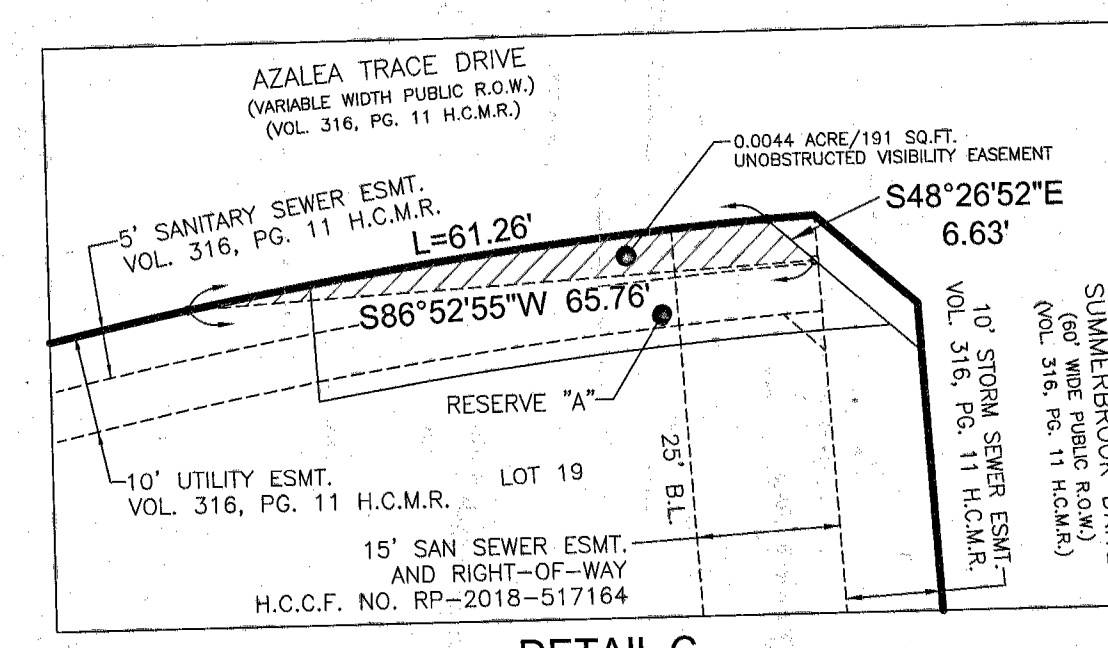 AZALEA TRACE DRIVE
(VARIABLE WIDTH PUBLIC R.O.W.)
(VOL. 316, PG. 11 H.C.M.R.)
0.0044 ACRE/191 SQ.FT.
UNOBSTRUCTED VISIBILITY EASEMENT
5' SANITARY SEWER ESMT.
VOL. 316, PG. 11 H.C.M.R.
L=61.26'
S48°26'52"E
6.63'
S86°52'55"W 65.76'
RESERVE "A"
10' UTILITY ESMT.
VOL. 316, PG. 11 H.C.M.R.
LOT 19
25' B.L.
15' SAN SEWER ESMT.
AND RIGHT-OF-WAY
H.C.C.F. NO. RP-2018-517164
10' STORM SEWER ESMT.
VOL. 316, PG. 11 H.C.M.R.
SUMMERBROOK
(60' WIDE PUBLIC R.O.W.)
(VOL. 316, PG. 11 H.C.M.R.)
DETAIL